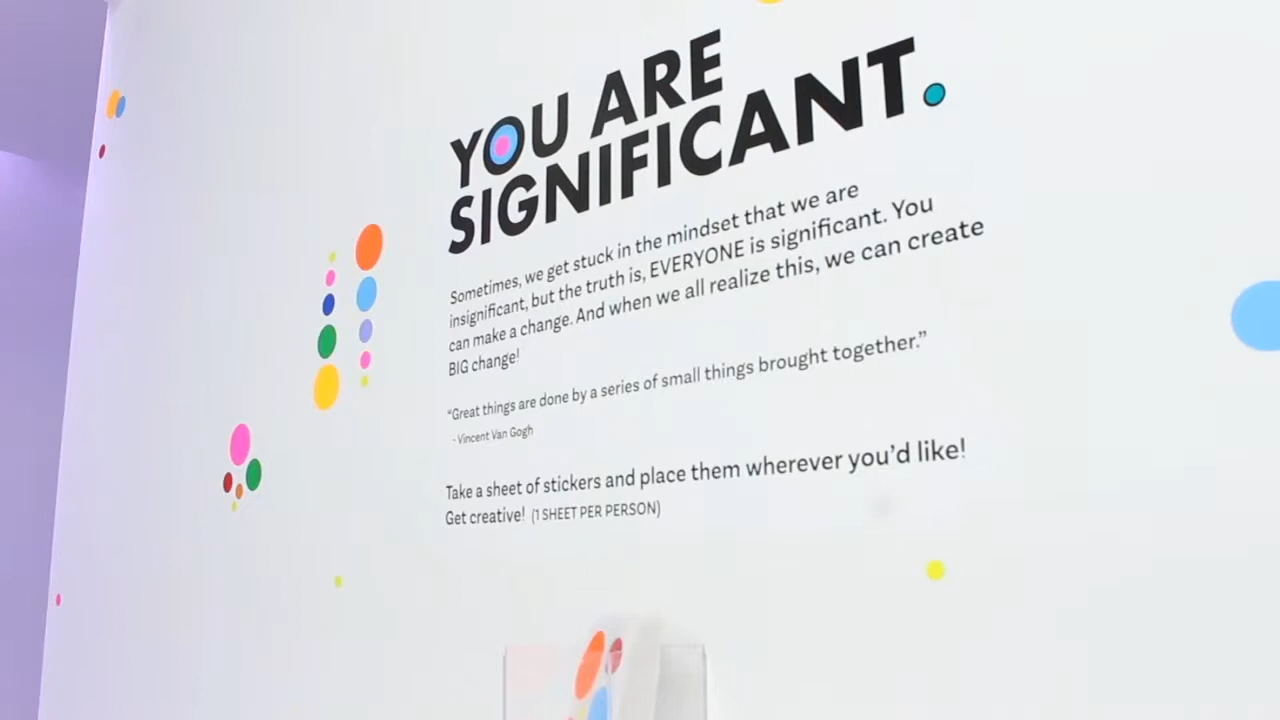 YOU ARE
SIGNIFICANT.
Sometimes, we get stuck in the mindset that we are
insignificant, but the truth is, EVERYONE is significant. You
can make a change. And when we all realize this, we can create
BIG change!
“Great things are done by a series of small things brought together.”
- Vincent Van Gogh
Take a sheet of stickers and place them wherever you’d like!
Get creative! (1 SHEET PER PERSON)